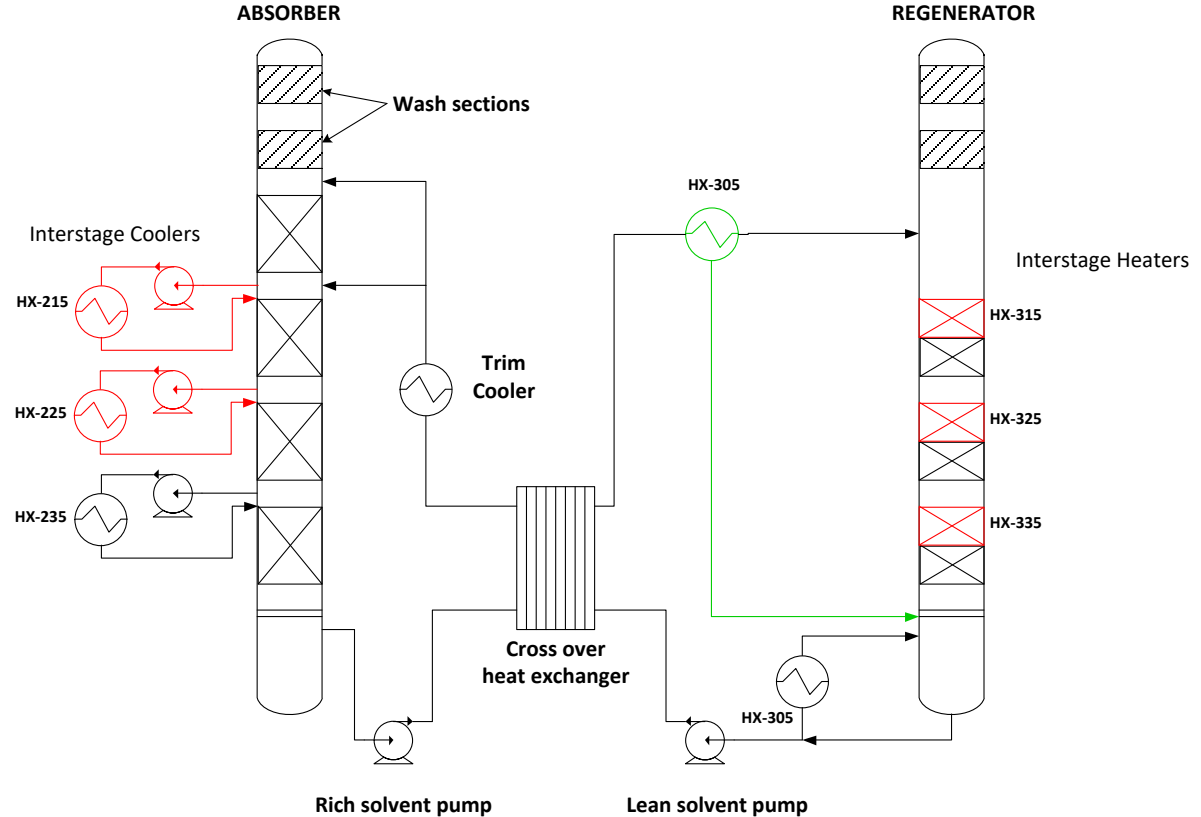 ABSORBER
REGENERATOR
Wash sections
HX-305
Interstage Coolers
Interstage Heaters
HX-215
HX-315
Trim
Cooler
HX-225
HX-325
HX-235
HX-335
Cross over
heat exchanger
HX-305
Rich solvent pump
Lean solvent pump